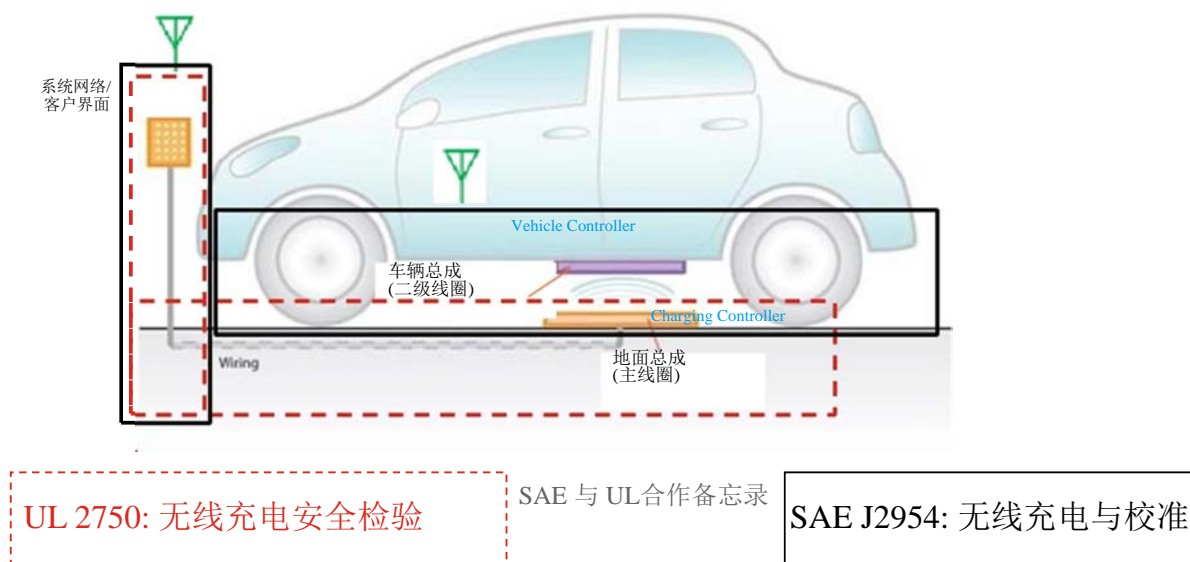 系统网络/
客户界面
Vehicle Controller
车辆总成
(二级线圈)
Charging Controller
地面总成
(主线圈)
Wiring
UL 2750: 无线充电安全检验
SAE 与 UL合作备忘录
SAE J2954: 无线充电与校准